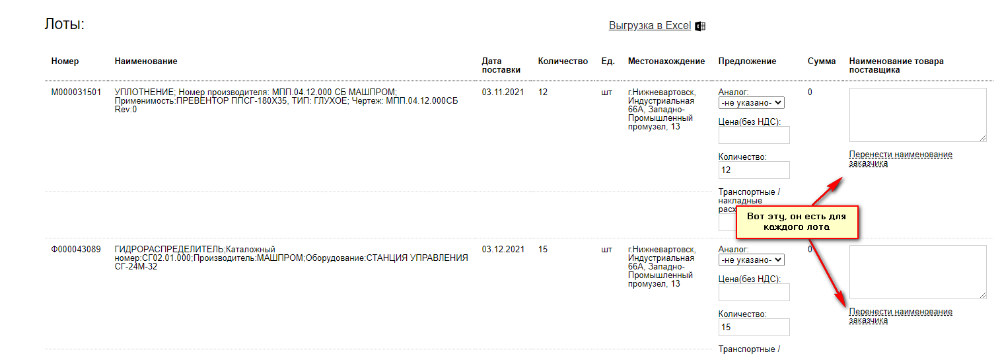 Лоты:
Выгрузка в Excel
Номер
Наименование
Дата
поставки
Количество
Ед.
Местонахождение
Предложение
Сумма
Наименование товара
поставщика
М000031501
УПЛОТНЕНИЕ; Номер производителя: МПП.04.12.000 СБ МАШПРОМ;
Применимость:ПРЕВЕНТОР ППСГ-180Х35, ТИП: ГЛУХОЕ; Чертеж: МПП.04.12.000СБ
Rev:0
03.11.2021
12
шт
г.Нижневартовск,
Индустриальная
66А, Западно-
Промышленный
промузел, 13
Аналог:
-не указано-
Цена(без НДС):
Количество:
12
Транспортные /
накладные
0
Перенести наименование
заказчика
Вот эту, он есть для
каждого лота
Ф000043089
ГИДРОРАСПРЕДЕЛИТЕЛЬ;Каталожный
номер:СГ02.01.000;Производитель:МАШПРОМ;Оборудование:СТАНЦИЯ УПРАВЛЕНИЯ
СГ-24М-32
03.12.2021
15
шт
г.Нижневартовск,
Индустриальная
66А, Западно-
Промышленный
промузел, 13
Аналог:
-не указано-
Цена(без НДС):
Количество:
15
Транспортные /
0
Перенести наименование
заказчика